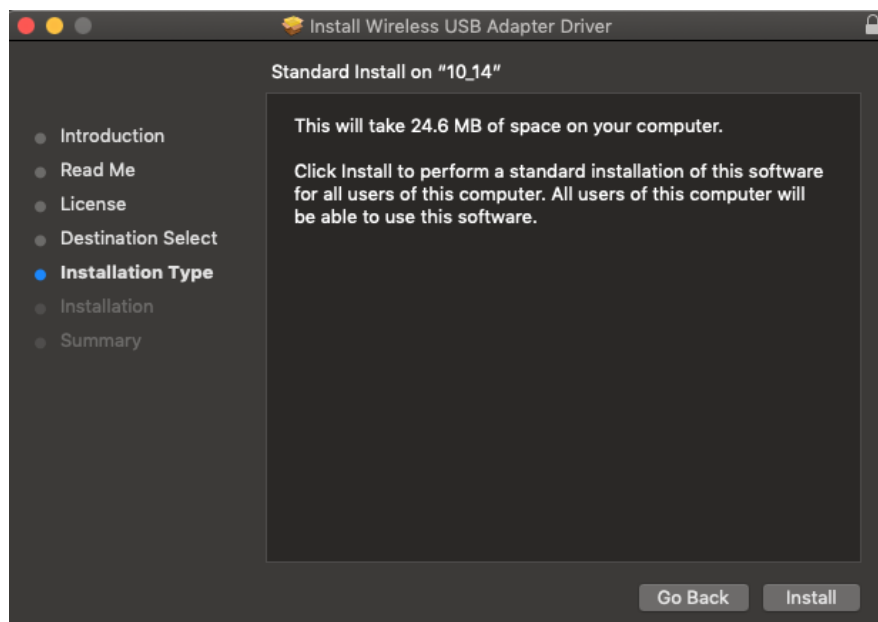 Install Wireless USB Adapter Driver
Standard Install on “10_14”
Introduction
Read Me
License
Destination Select
Installation Type
Installation
Summary
This will take 24.6 MB of space on your computer.
Click Install to perform a standard installation of this software
for all users of this computer. All users of this computer will
be able to use this software.
Go Back
Install